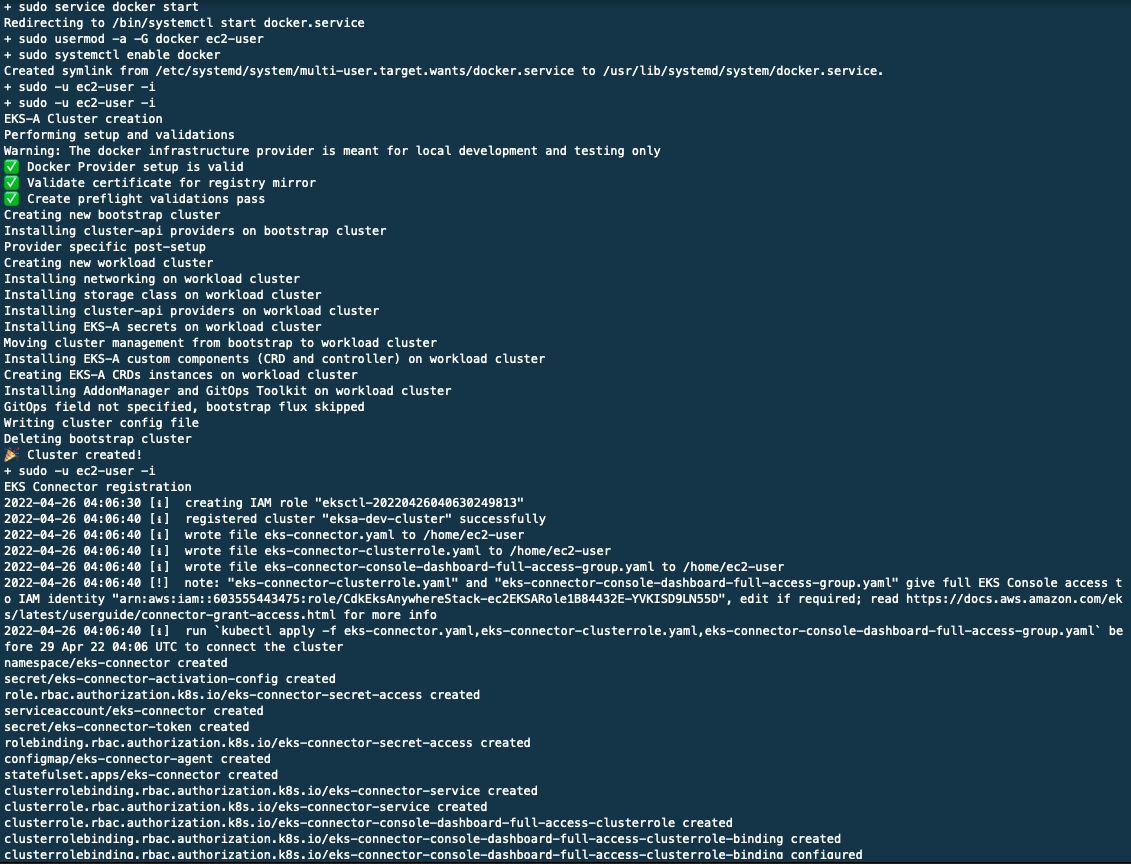 + sudo service docker start
Redirecting to /bin/systemctl start docker.service
+ sudo usermod -a -G docker ec2-user
+ sudo systemctl enable docker
Created symlink from /etc/systemd/system/multi-user.target.wants/docker.service to /usr/lib/systemd/system/docker.service.
+ sudo -u ec2-user -i
+ sudo -u ec2-user -i
EKS-A Cluster creation
Performing setup and validations
Warning: The docker infrastructure provider is meant for local development and testing only
✅ Docker Provider setup is valid
✅ Validate certificate for registry mirror
✅ Create preflight validations pass
Creating new bootstrap cluster
Installing cluster-api providers on bootstrap cluster
Provider specific post-setup
Creating new workload cluster
Installing networking on workload cluster
Installing storage class on workload cluster
Installing cluster-api providers on workload cluster
Installing EKS-A secrets on workload cluster
Moving cluster management from bootstrap to workload cluster
Installing EKS-A custom components (CRD and controller) on workload cluster
Creating EKS-A CRDs instances on workload cluster
Installing AddonManager and GitOps Toolkit on workload cluster
GitOps field not specified, bootstrap flux skipped
Writing cluster config file
Deleting bootstrap cluster
🎉 Cluster created!
+ sudo -u ec2-user -i
EKS Connector registration
2022-04-26 04:06:30 [ℹ]  creating IAM role "eksctl-20220426040630249813"
2022-04-26 04:06:40 [ℹ]  registered cluster "eksa-dev-cluster" successfully
2022-04-26 04:06:40 [ℹ]  wrote file eks-connector.yaml to /home/ec2-user
2022-04-26 04:06:40 [ℹ]  wrote file eks-connector-clusterrole.yaml to /home/ec2-user
2022-04-26 04:06:40 [ℹ]  wrote file eks-connector-console-dashboard-full-access-group.yaml to /home/ec2-user
2022-04-26 04:06:40 [!]  note: "eks-connector-clusterrole.yaml" and "eks-connector-console-dashboard-full-access-group.yaml" give full EKS Console access t
o IAM identity "arn:aws:iam::603555443475:role/CdkEksAnywhereStack-ec2EKSARole1B84432E-YVKISD9LN55D", edit if required; read https://docs.aws.amazon.com/ek
s/latest/userguide/connector-grant-access.html for more info
2022-04-26 04:06:40 [ℹ]  run `kubectl apply -f eks-connector.yaml,eks-connector-clusterrole.yaml,eks-connector-console-dashboard-full-access-group.yaml` be
fore 29 Apr 22 04:06 UTC to connect the cluster
namespace/eks-connector created
secret/eks-connector-activation-config created
role.rbac.authorization.k8s.io/eks-connector-secret-access created
serviceaccount/eks-connector created
secret/eks-connector-token created
rolebinding.rbac.authorization.k8s.io/eks-connector-secret-access created
configmap/eks-connector-agent created
statefulset.apps/eks-connector created
clusterrolebinding.rbac.authorization.k8s.io/eks-connector-service created
clusterrole.rbac.authorization.k8s.io/eks-connector-service created
clusterrole.rbac.authorization.k8s.io/eks-connector-console-dashboard-full-access-clusterrole created
clusterrolebinding.rbac.authorization.k8s.io/eks-connector-console-dashboard-full-access-clusterrole-binding created
clusterrolebinding.rbac.authorization.k8s.io/eks-connector-console-dashboard-full-access-clusterrole-binding configured